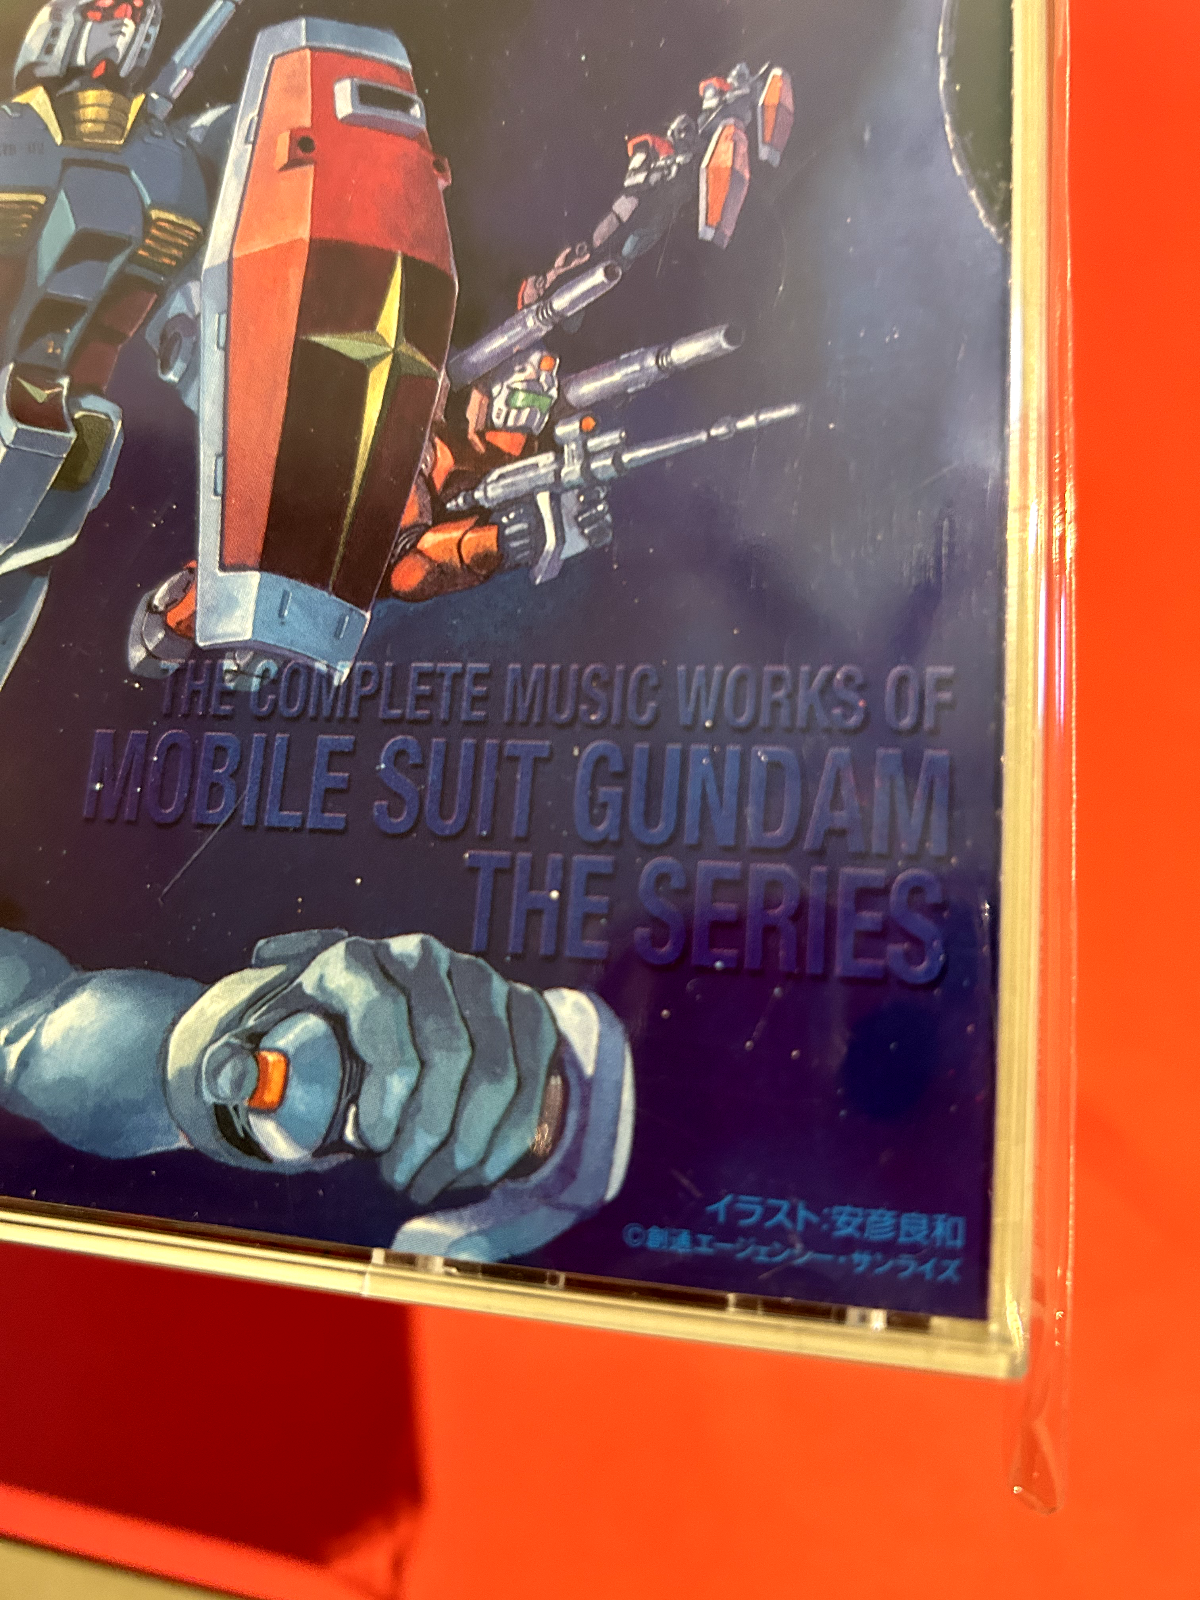 THE COMPLETE MUSIC WORKS OF
MOBILE SUIT GUNDAM
THE SERIES
イラスト:安彦良和
©創通エージェンシー・サンライズ